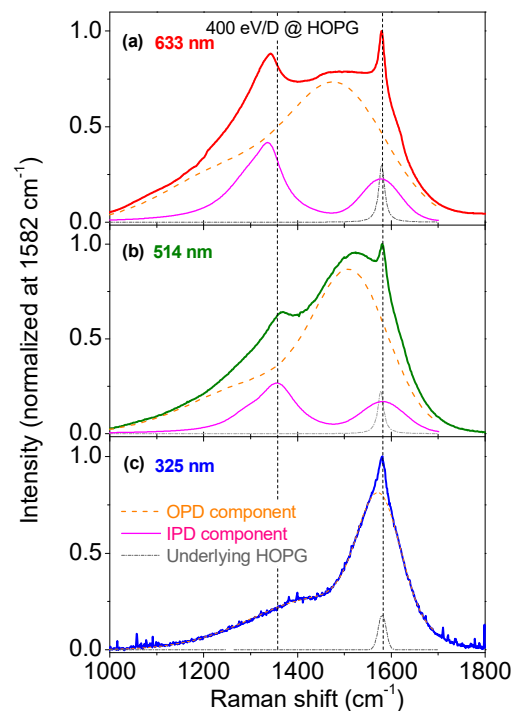 400 eV/D @ HOPG
(a) 633 nm
1.0
0.5
0.0
(b) 514 nm
1.0
0.5
0.0
(c) 325 nm
1.0
0.5
0.0
OPD component
IPD component
Underlying HOPG
1000 1200 1400 1600 1800
Raman shift (cm⁻¹)
Intensity (normalized at 1582 cm⁻¹)